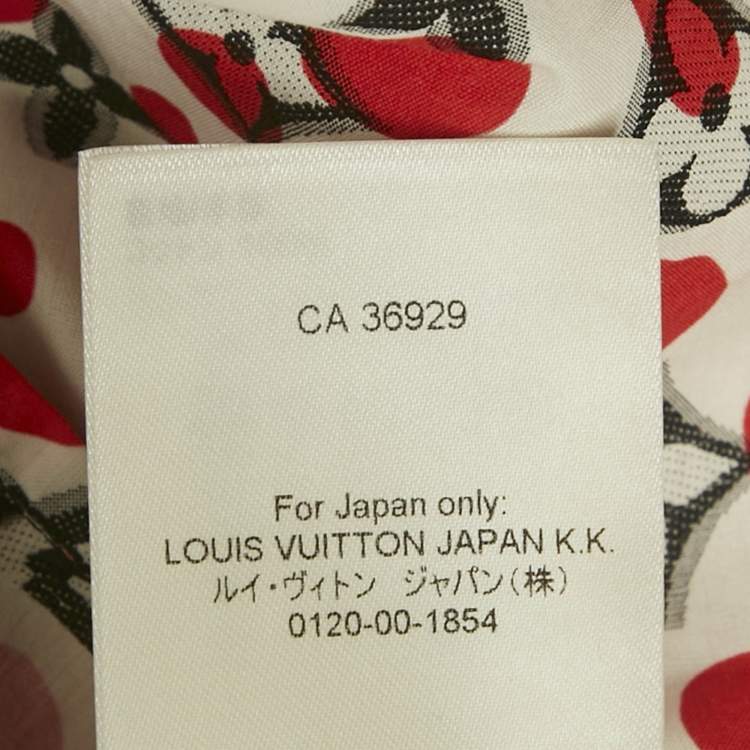 CA 36929
For Japan only:
LOUIS VUITTON JAPAN K.K.
ルイ・ヴィトン ジャパン(株)
0120-00-1854